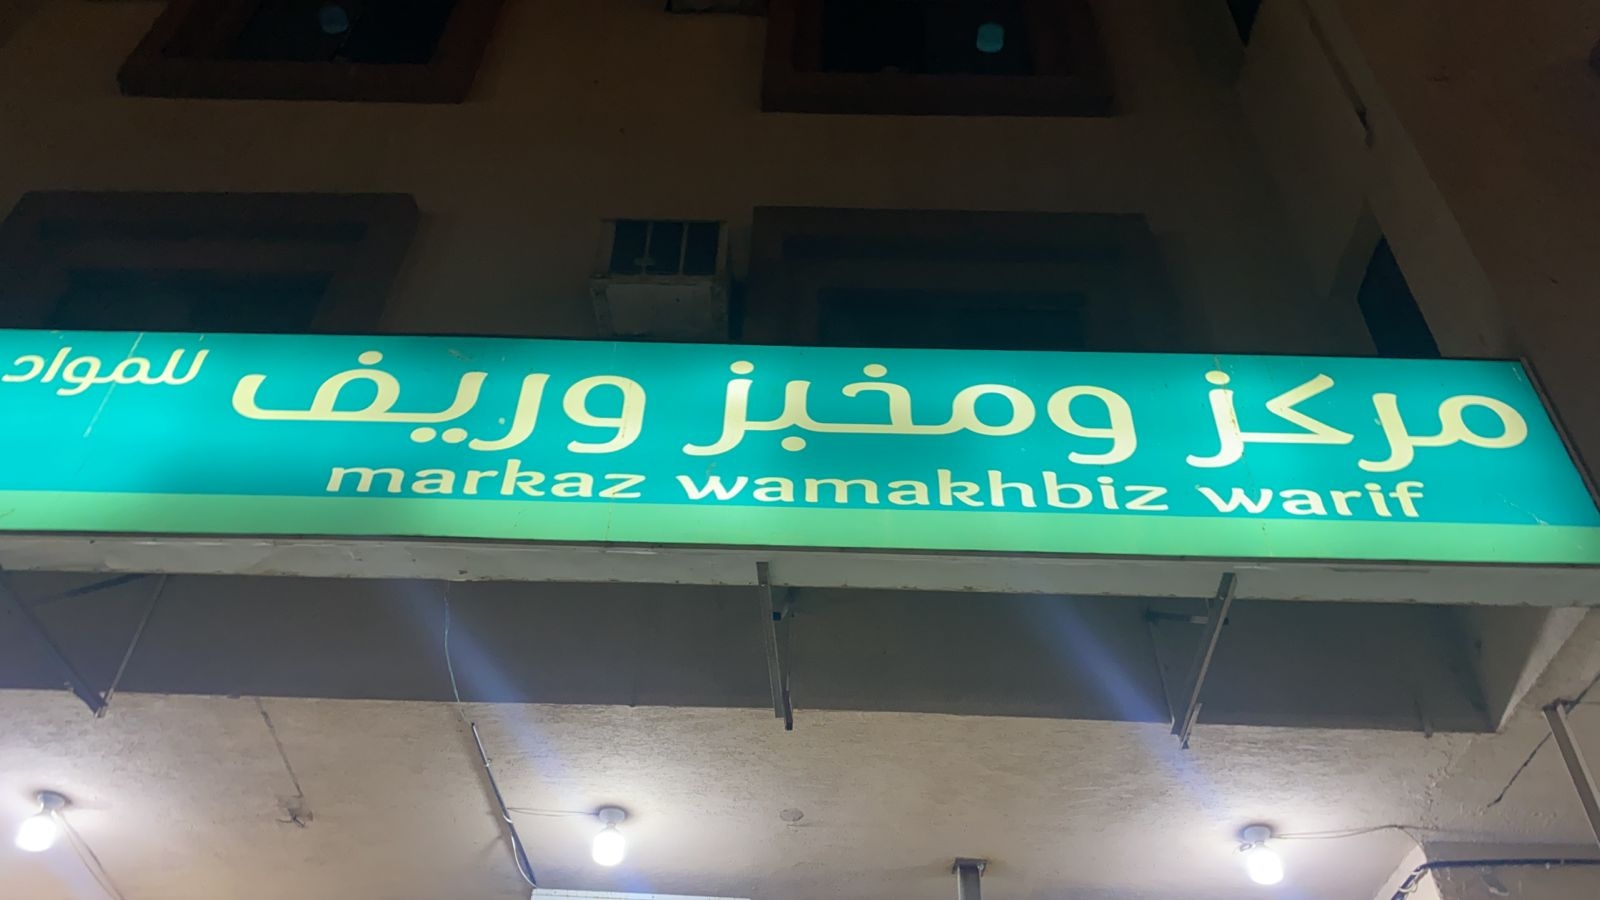 مركز ومخبز وريف للمواد
markaz wamakhbiz warif